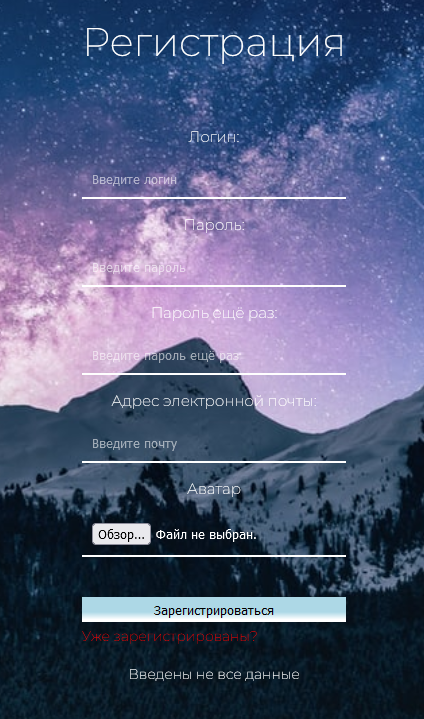 Регистрация
Логин:
Введите логин
Пароль:
Введите пароль
Пароль ещё раз:
Введите пароль ещё раз
Адрес электронной почты:
Введите почту
Аватар
Обзор... Файл не выбран.
Зарегистрироваться
Уже зарегистрированы?
Введены не все данные